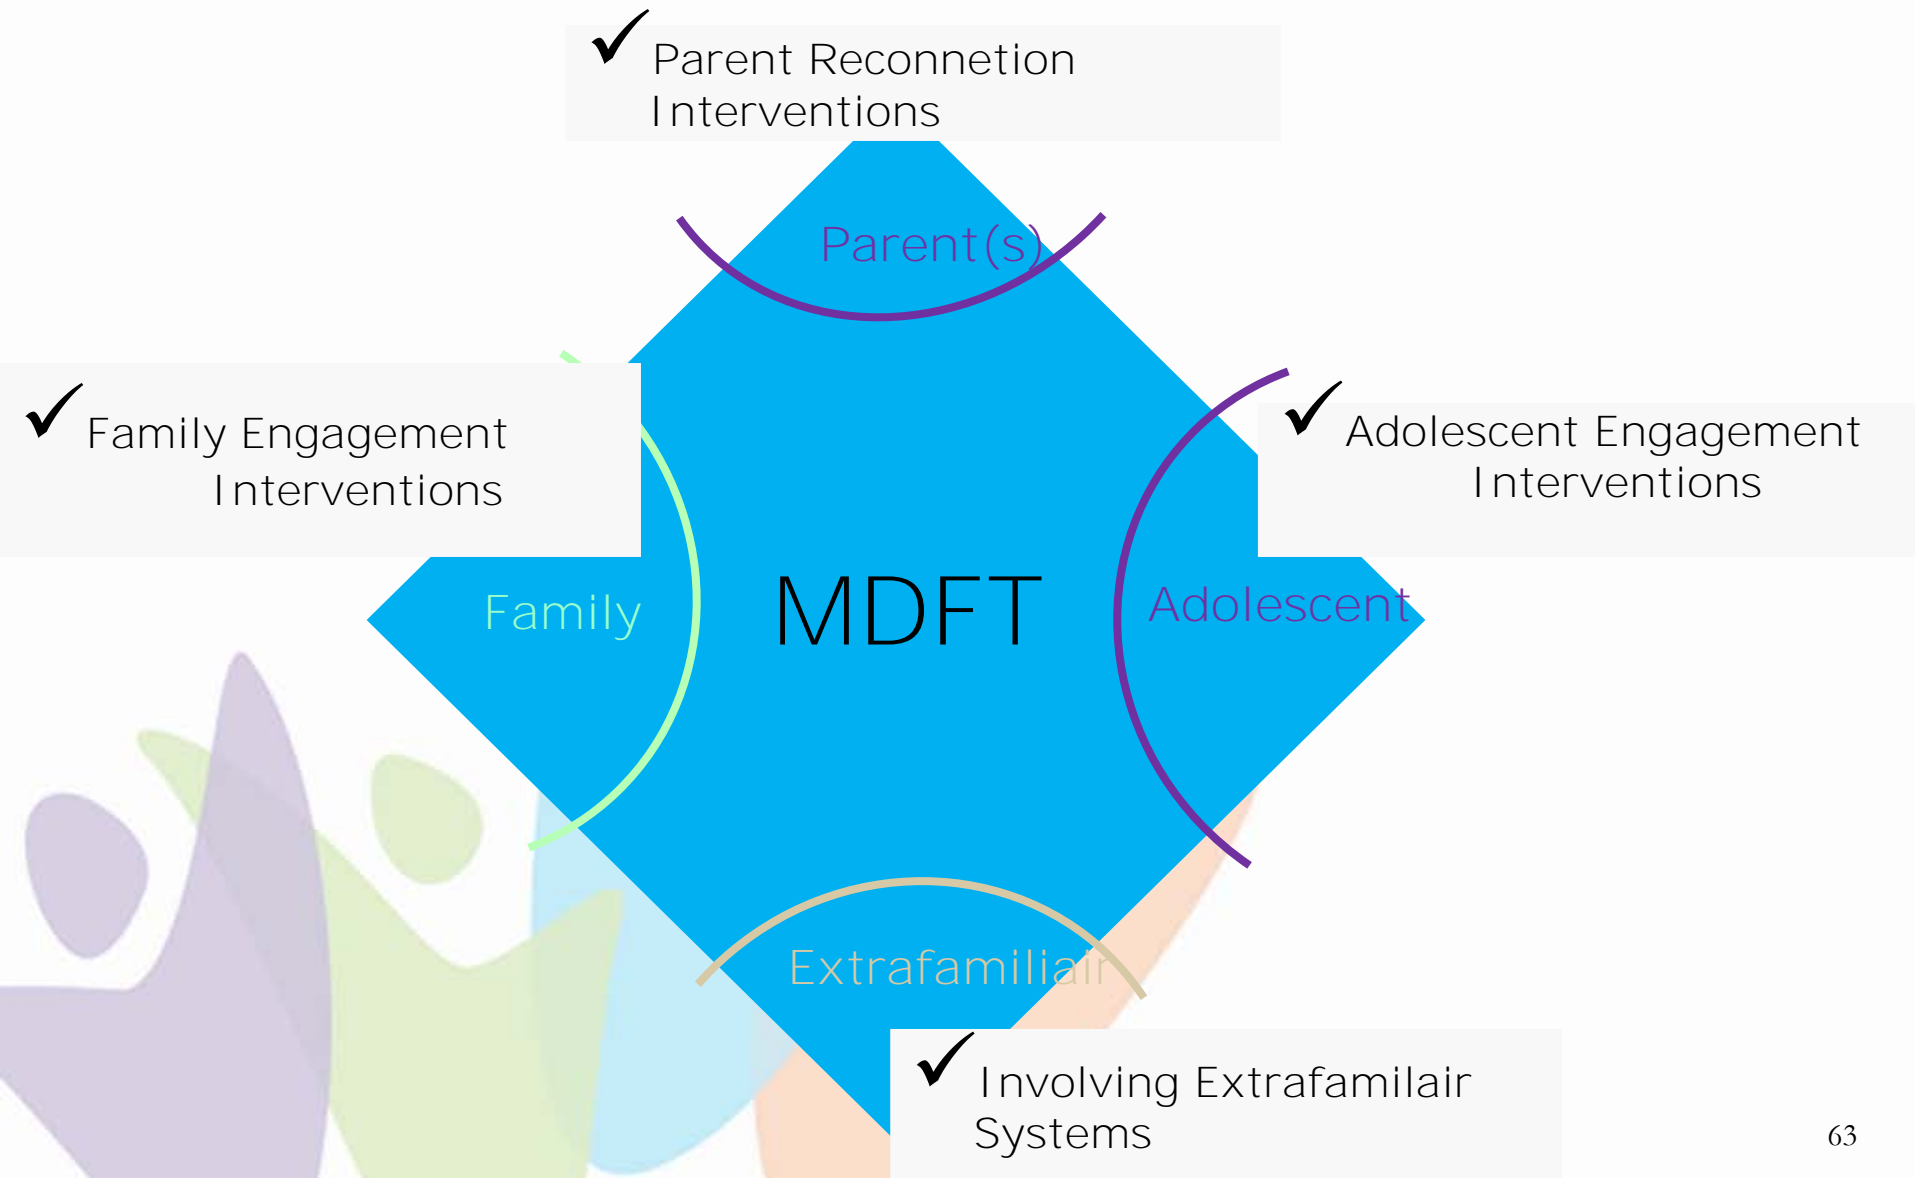 ✓ Parent Reconnetion
Interventions
Parent(s)
✓ Family Engagement
Interventions
✓ Adolescent Engagement
Interventions
Family
MDFT
Adolescent
Extrafamiliair
✓ Involving Extrafamilair
Systems
63